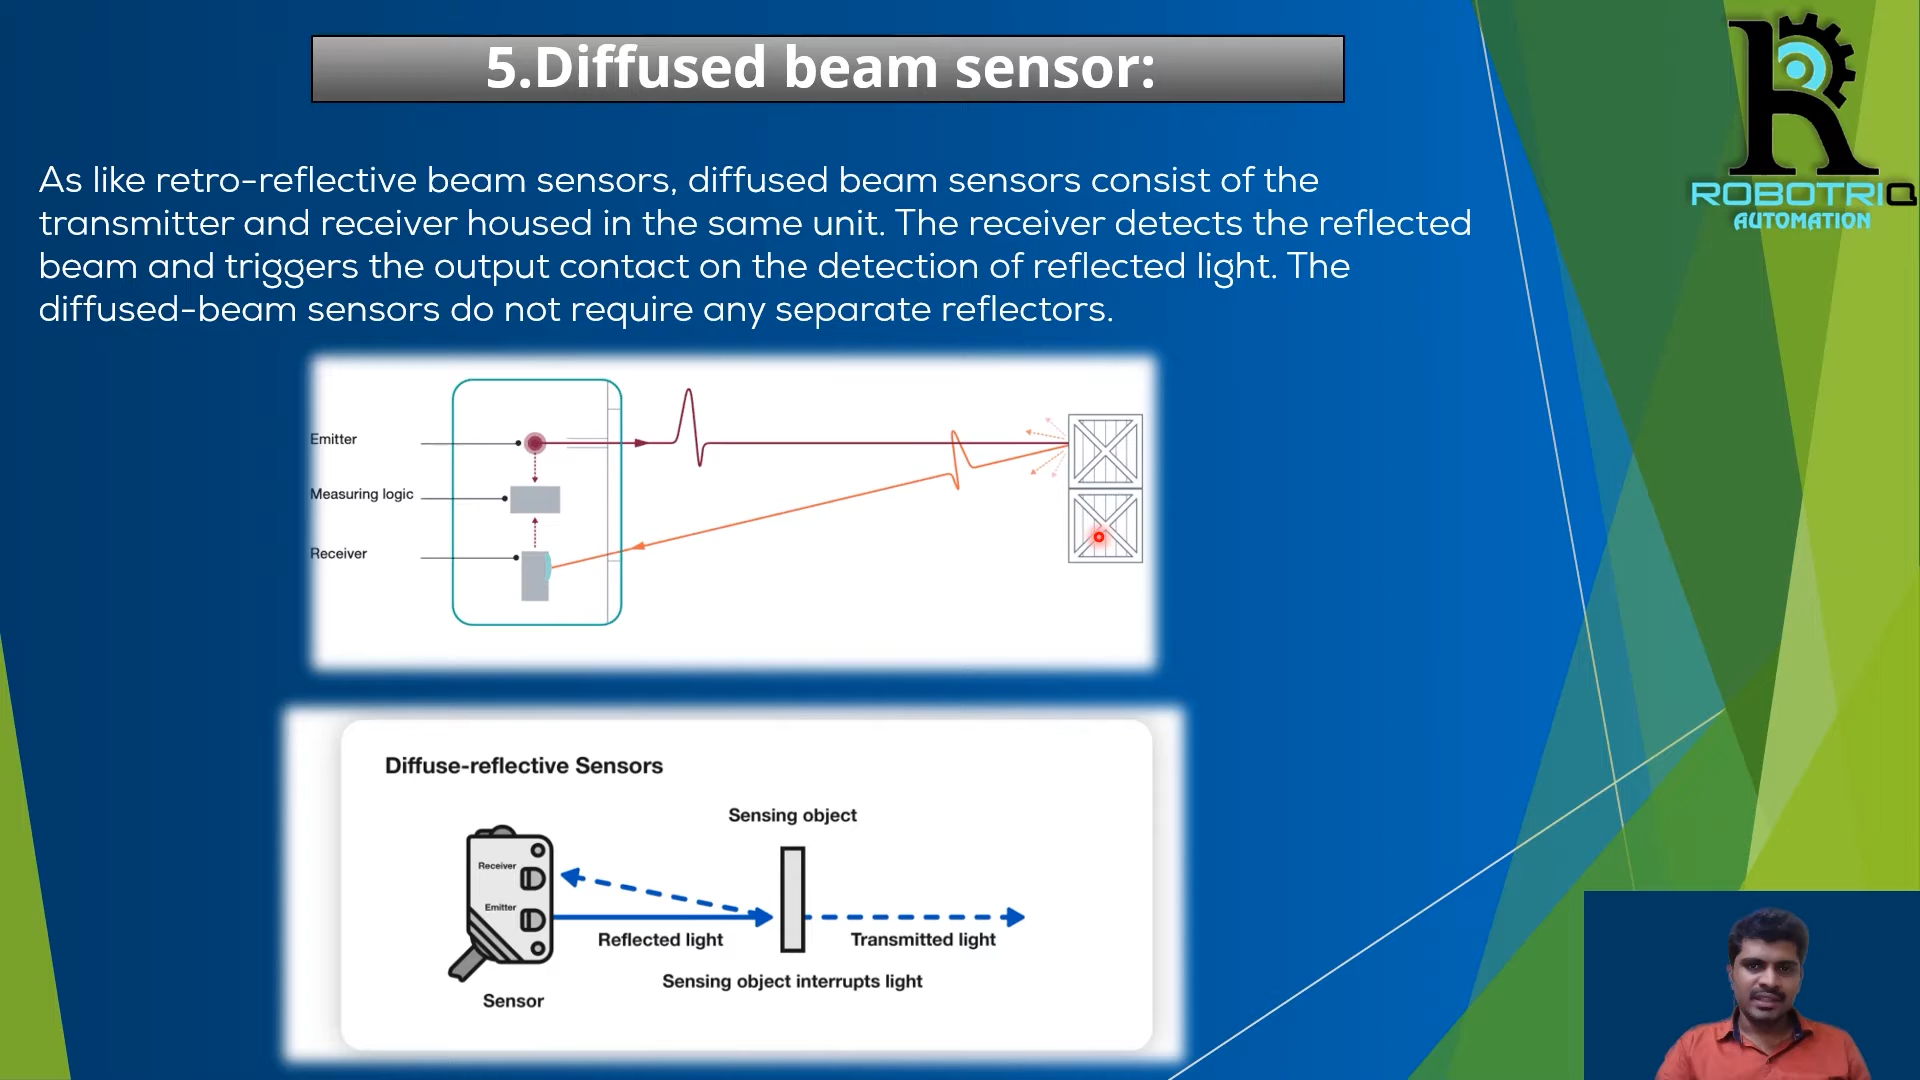 5.Diffused beam sensor:
ROBOTRIQ
AUTOMATION
As like retro-reflective beam sensors, diffused beam sensors consist of the
transmitter and receiver housed in the same unit. The receiver detects the reflected
beam and triggers the output contact on the detection of reflected light. The
diffused-beam sensors do not require any separate reflectors.
Emitter
Measuring logic
Receiver
Diffuse-reflective Sensors
Sensing object
Receiver
Emitter
Reflected light
Transmitted light
Sensing object interrupts light
Sensor